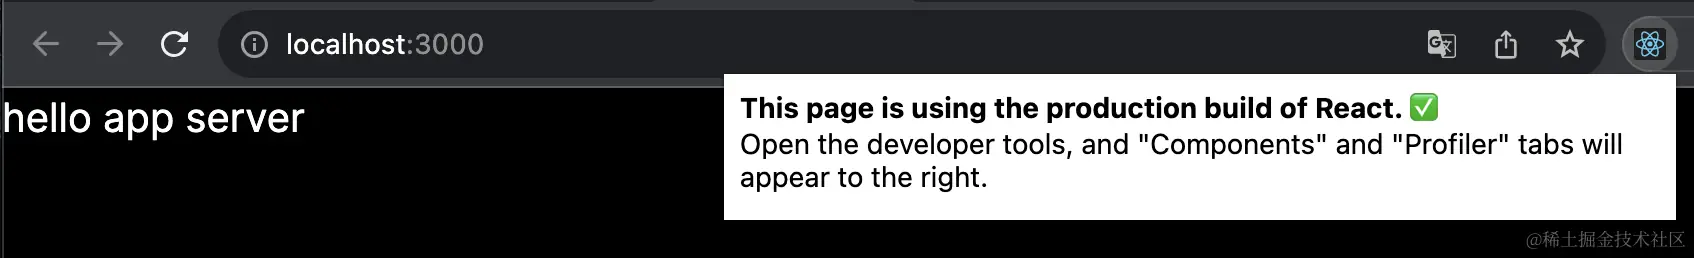 localhost:3000
hello app server
This page is using the production build of React. ✅
Open the developer tools, and "Components" and "Profiler" tabs will
appear to the right.
@稀土掘金技术社区